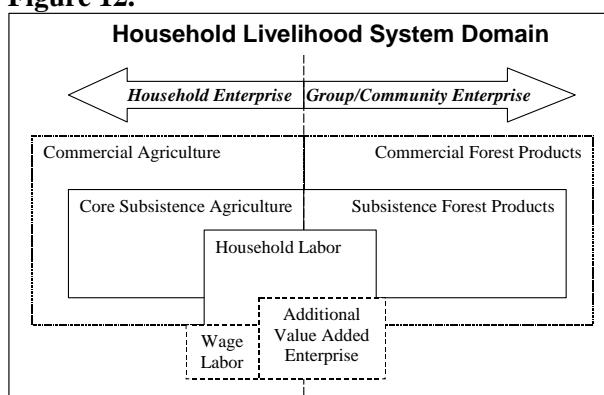 Figure 12.
Household Livelihood System Domain
Household Enterprise Group/Community Enterprise
Commercial Agriculture
Commercial Forest Products
Core Subsistence Agriculture
Subsistence Forest Products
Household Labor
Additional
Value Added
Enterprise
Wage
Labor